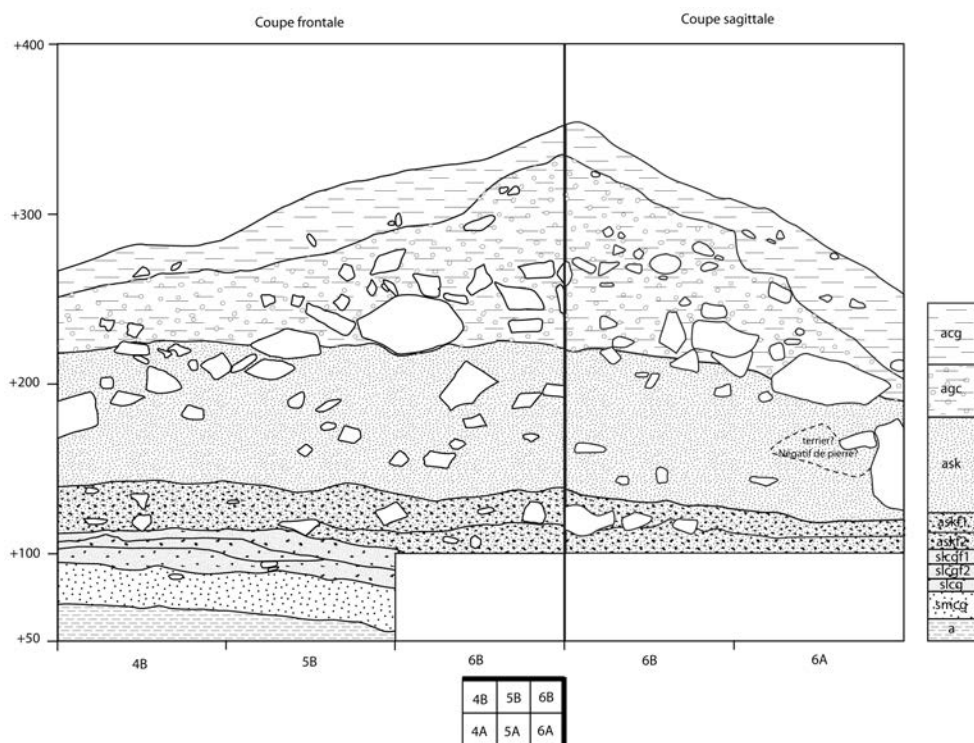 Coupe frontale
Coupe sagittale
+400
+300
+200
+100
+50
terrier?
Négatif de pierre?
acg
agc
ask
askf1
askf2
slcgf1
slcgf2
slcg
smcg
a
4B
5B
6B
6B
6A
4B 5B 6B
4A 5A 6A